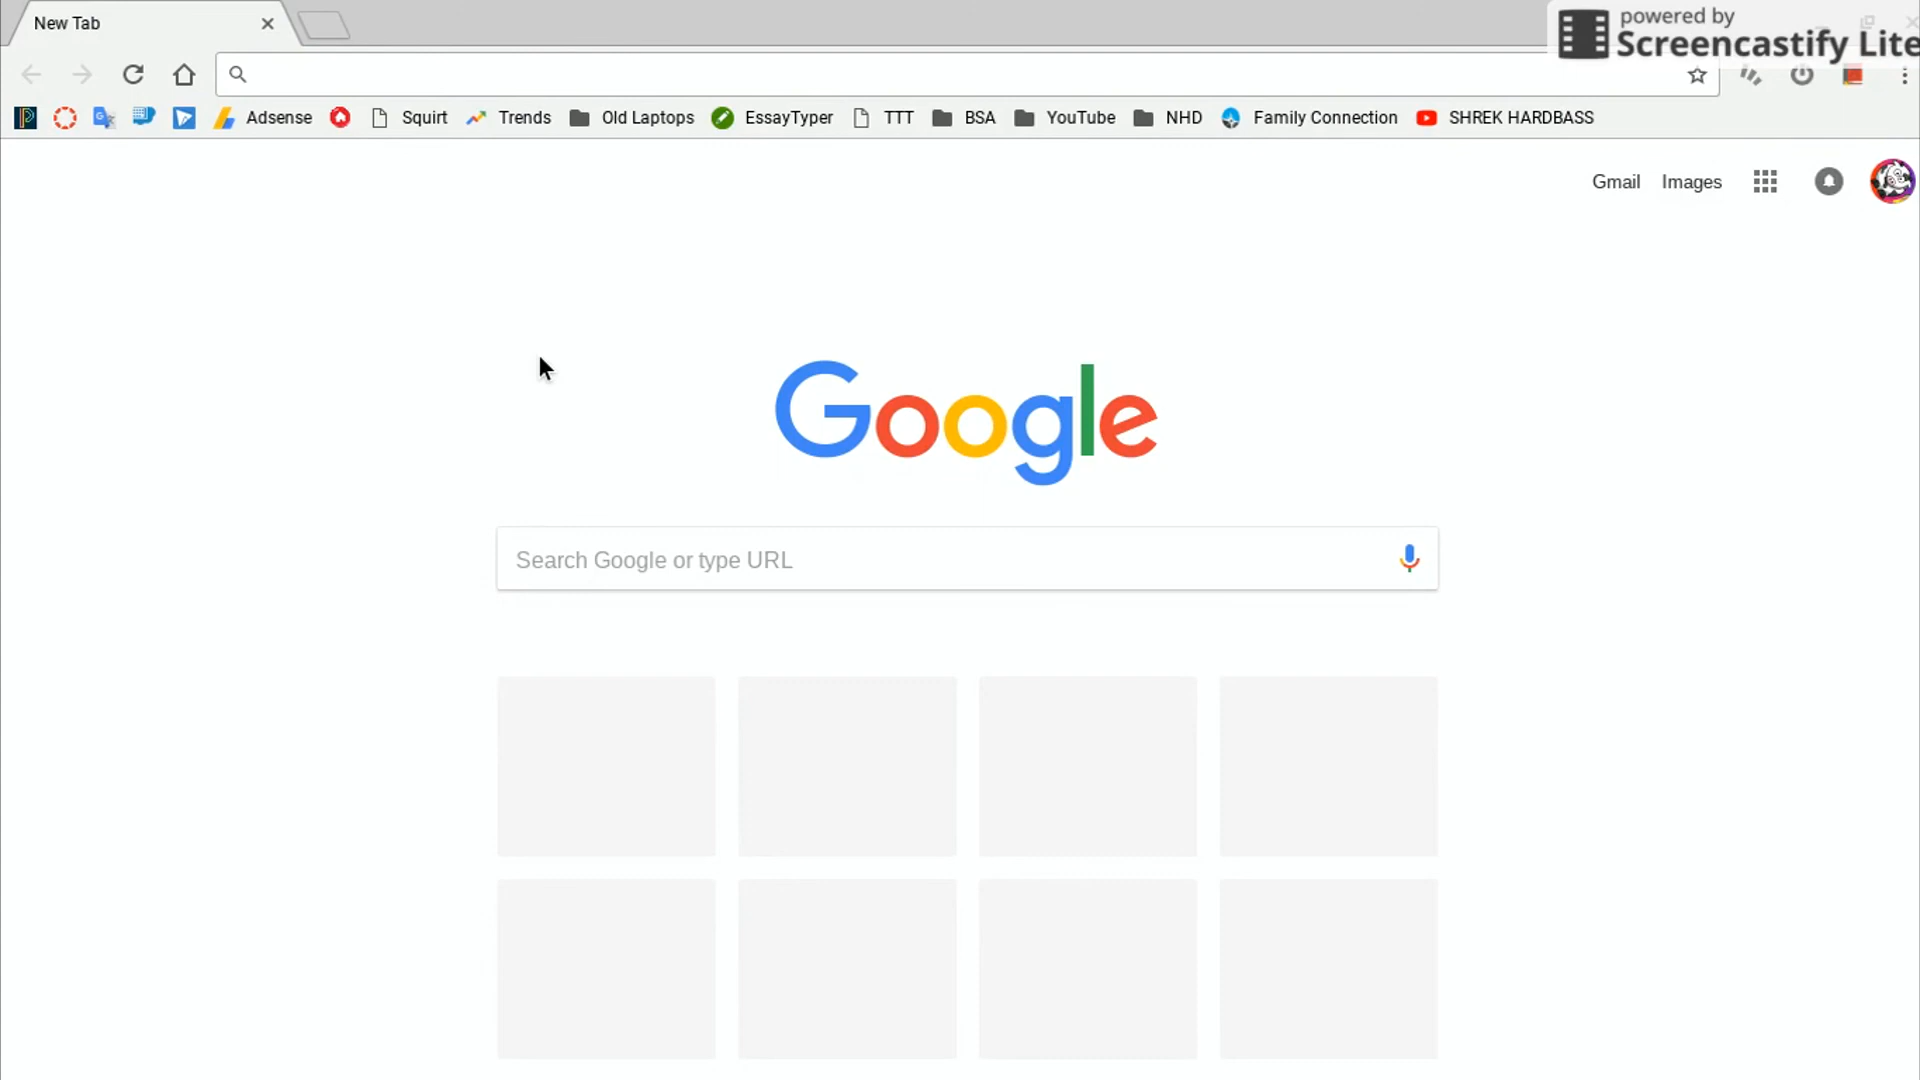 New Tab
powered by
Screencastify Lite
Adsense
Squirt
Trends
Old Laptops
EssayTyper
TTT
BSA
YouTube
NHD
Family Connection
SHREK HARDBASS
Gmail
Images
Google
Search Google or type URL